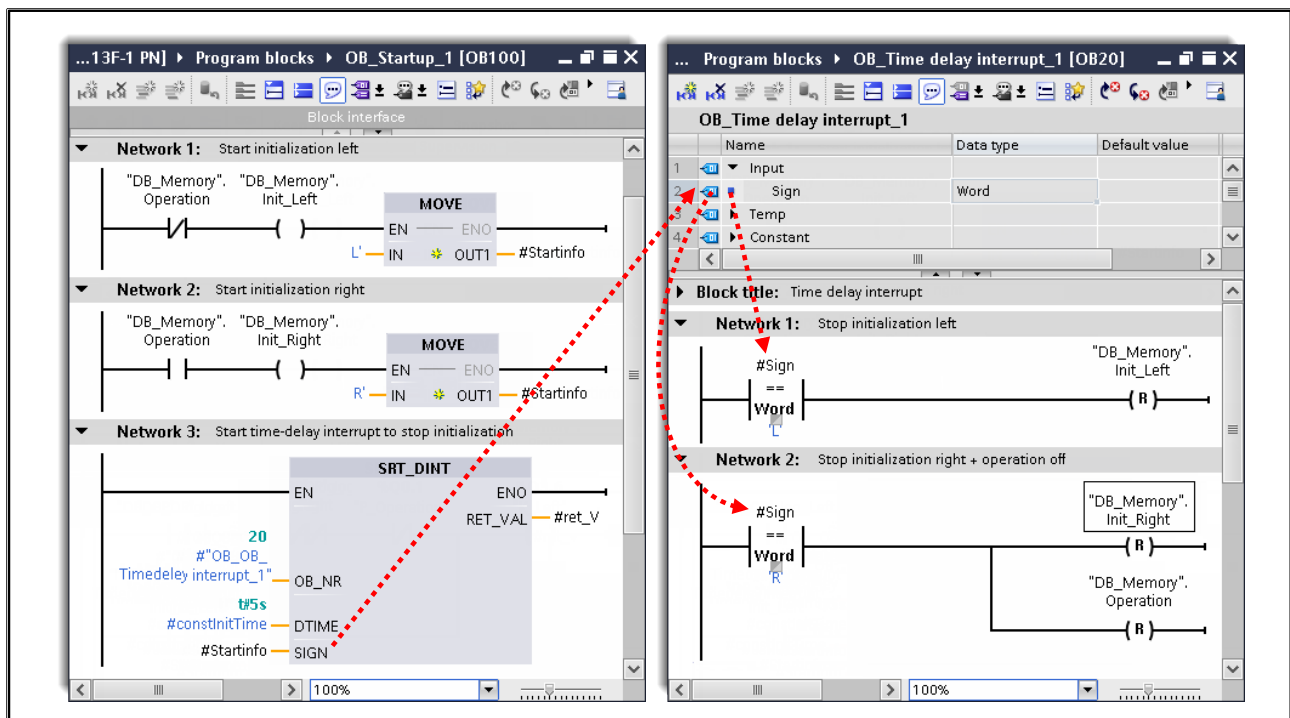 ...13F-1 PN] ▸ Program blocks ▸ OB_Startup_1 [OB100]
Block interface
Network 1: Start initialization left
"DB_Memory". "DB_Memory".
Operation Init_Left
MOVE
EN ENO
L' IN OUT1 #Startinfo
Network 2: Start initialization right
"DB_Memory". "DB_Memory".
Operation Init_Right
MOVE
EN ENO
R' IN OUT1 #Startinfo
Network 3: Start time-delay interrupt to stop initialization
SRT_DINT
EN ENO
RET_VAL #ret_V
20
#"OB_OB_
Timedeley interrupt_1" OB_NR
t#5s
#constInitTime DTIME
#Startinfo SIGN
100%
... Program blocks ▸ OB_Time delay interrupt_1 [OB20]
OB_Time delay interrupt_1
Name Data type Default value
1 Input
2 Sign Word
3 Temp
4 Constant
Block title: Time delay interrupt
Network 1: Stop initialization left
#Sign
==
Word
'L'
"DB_Memory".
Init_Left
( R )
Network 2: Stop initialization right + operation off
#Sign
==
Word
'R'
"DB_Memory".
Init_Right
( R )
"DB_Memory".
Operation
( R )
100%